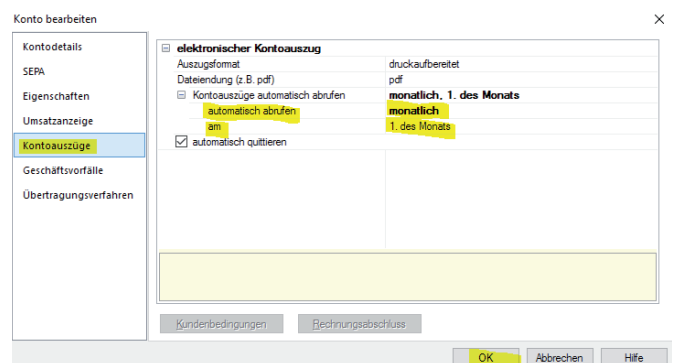 Konto bearbeiten
Kontodetails
SEPA
Eigenschaften
Umsatzanzeige
Kontoauszüge
Geschäftsvorfälle
Übertragungsverfahren
elektronischer Kontoauszug
Auszugsformat druckaufbereitet
Dateiendung (z.B. pdf) pdf
Kontoauszüge automatisch abrufen monatlich, 1. des Monats
automatisch abrufen monatlich
am 1. des Monats
automatisch quittieren
Kundenbedingungen Rechnungsabschluss
OK Abbrechen Hilfe